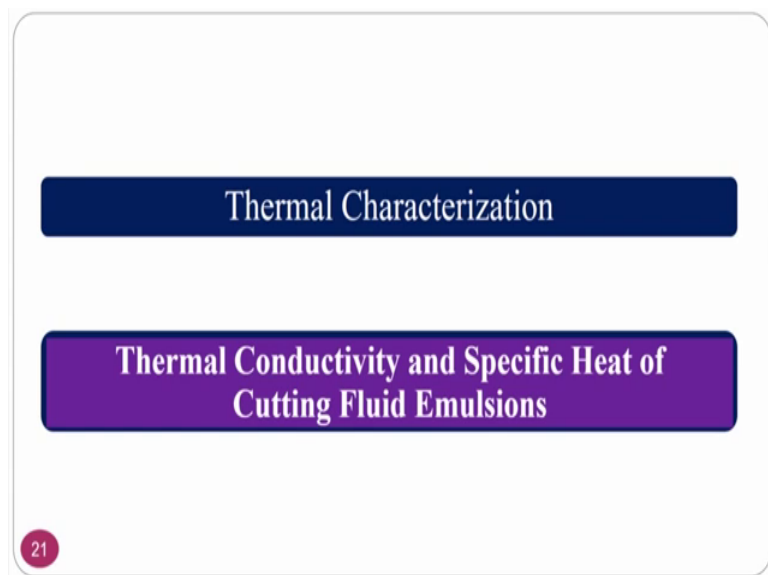 Thermal Characterization
Thermal Conductivity and Specific Heat of
Cutting Fluid Emulsions
21